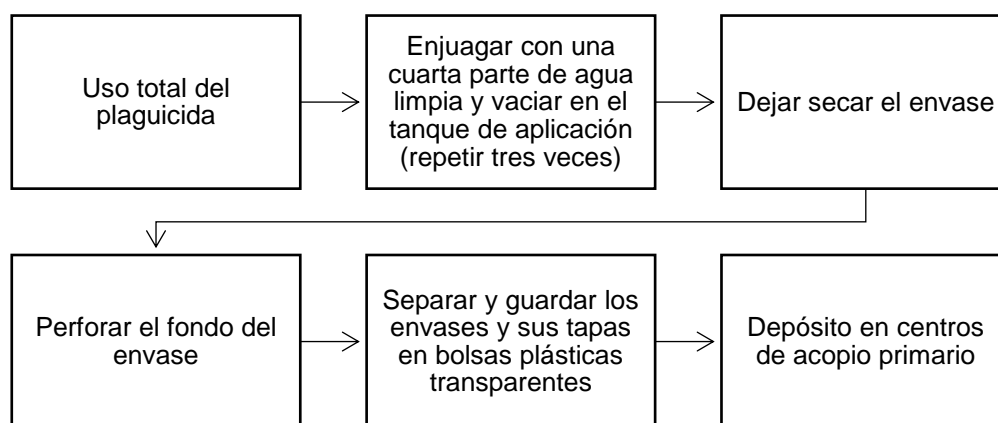 Uso total del
plaguicida
Enjuagar con una
cuarta parte de agua
limpia y vaciar en el
tanque de aplicación
(repetir tres veces)
Dejar secar el envase
Perforar el fondo del
envase
Separar y guardar los
envases y sus tapas
en bolsas plásticas
transparentes
Depósito en centros
de acopio primario